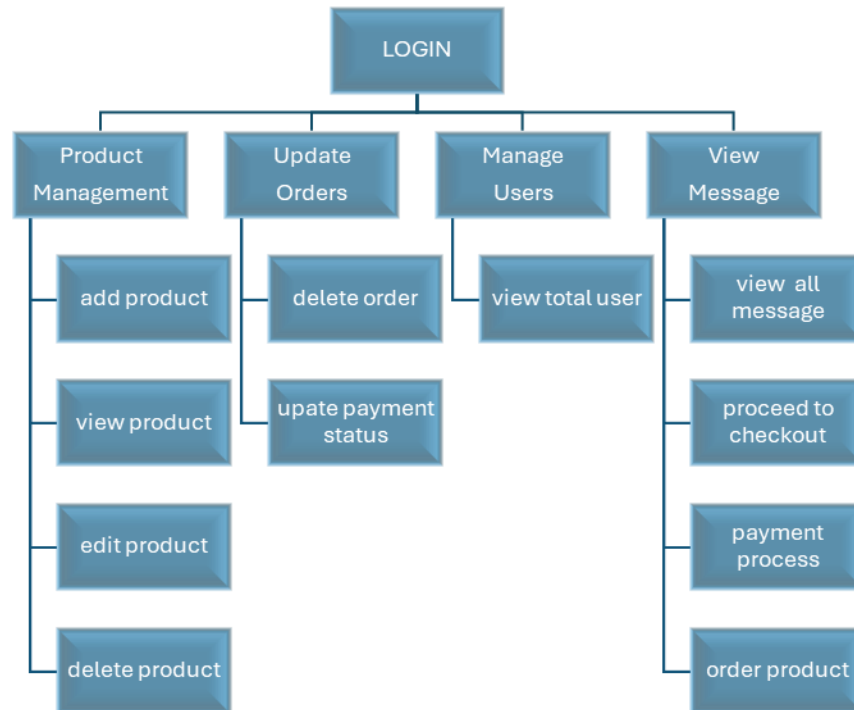 LOGIN
Product
Management
Update
Orders
Manage
Users
View
Message
add product
delete order
view total user
view all
message
view product
upate payment
status
proceed to
checkout
edit product
payment
process
delete product
order product